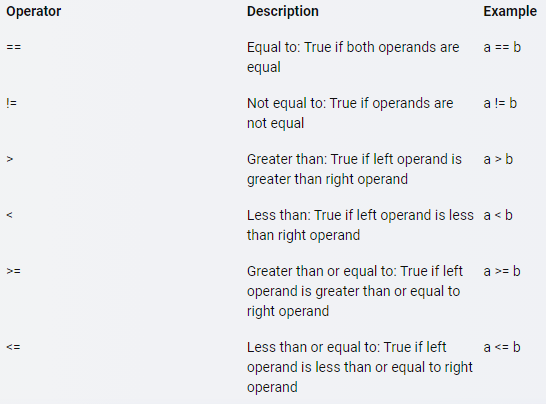 Operator Description Example
== Equal to: True if both operands are a == b
equal
!= Not equal to: True if operands are a != b
not equal
> Greater than: True if left operand is a > b
greater than right operand
< Less than: True if left operand is less a < b
than right operand
>= Greater than or equal to: True if left a >= b
operand is greater than or equal to
right operand
<= Less than or equal to: True if left a <= b
operand is less than or equal to right
operand